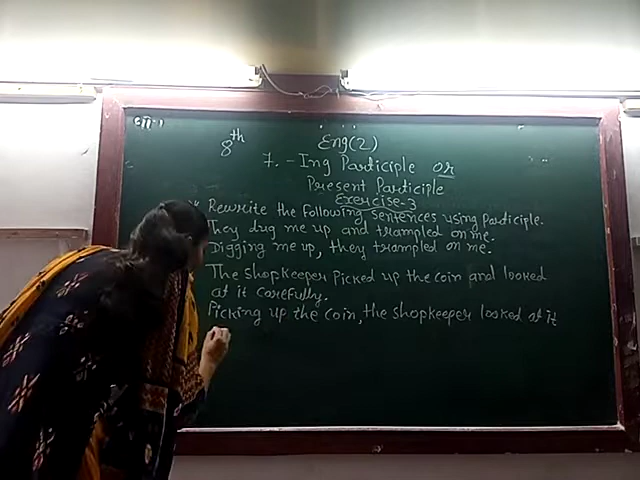 8th Eng(2)
7. -Ing Participle or
Present Participle
Exercise-3
* Rewrite the following sentences using participle.
They dug me up and trampled on me.
Digging me up, they trampled on me.
The shopkeeper Picked up the coin and looked
at it carefully.
Picking up the coin, the shopkeeper looked at it